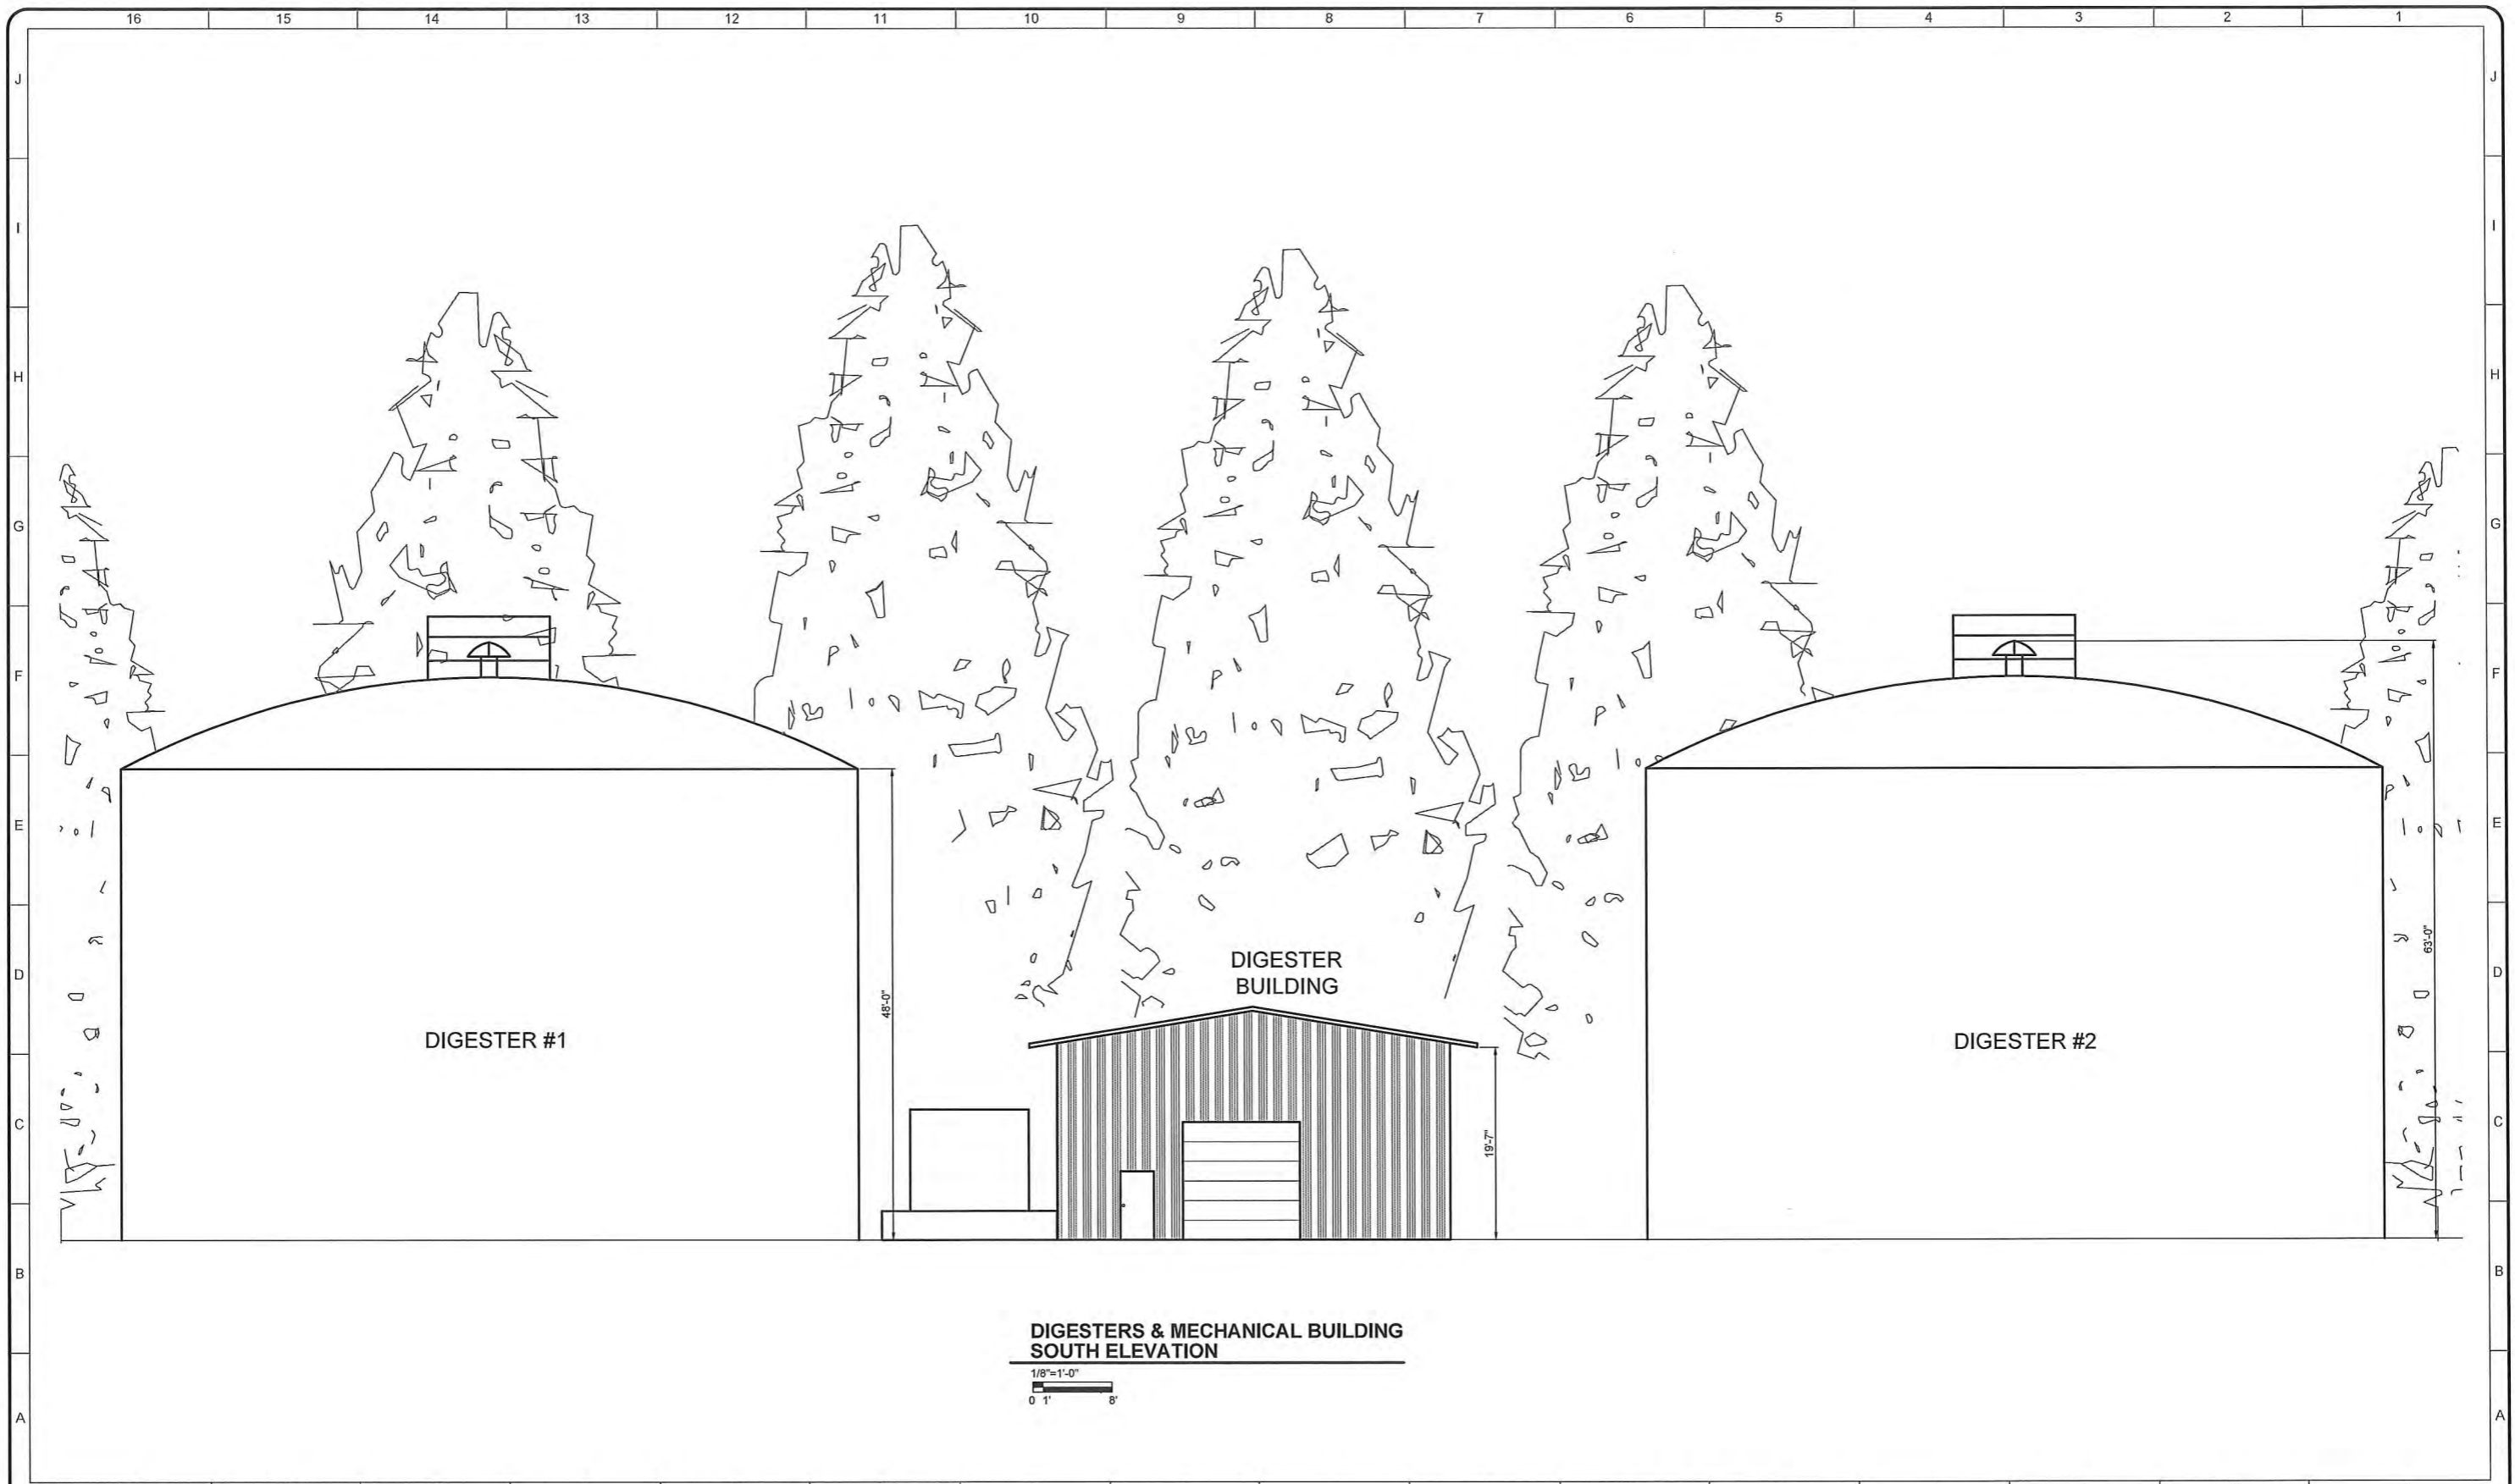 16 15 14 13 12 11 10 9 8 7 6 5 4 3 2 1
J J
I I
H H
G G
F F
E E
63'-0"
DIGESTER
BUILDING
D D
48'-0"
DIGESTER #1
DIGESTER #2
C C
19'-7"
B B
DIGESTERS & MECHANICAL BUILDING
SOUTH ELEVATION
1/8"=1'-0"
0 1' 8'
A A